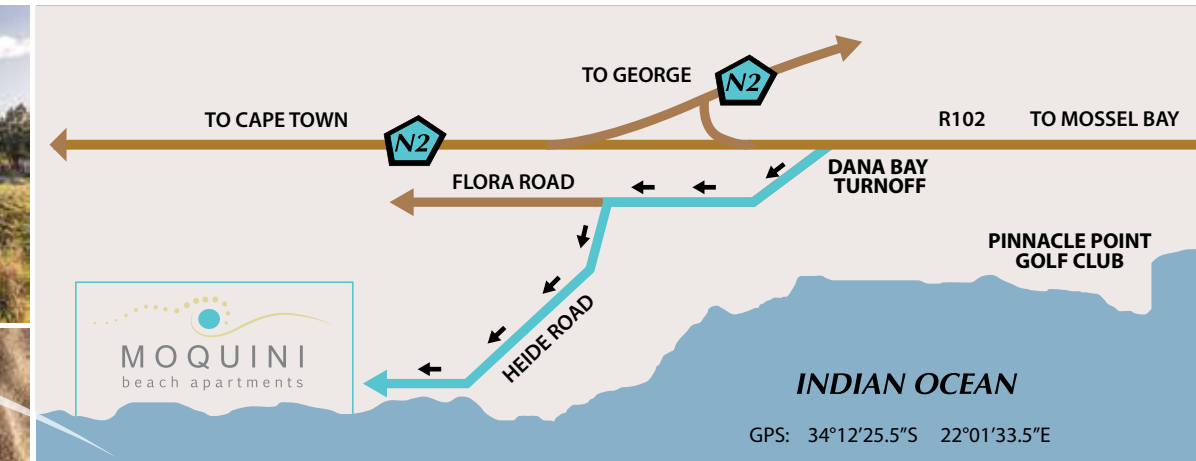 TO GEORGE
N2
TO CAPE TOWN
N2
R102
TO MOSSEL BAY
DANA BAY
TURNOFF
FLORA ROAD
PINNACLE POINT
GOLF CLUB
HEIDE ROAD
MOQUINI
beach apartments
INDIAN OCEAN
GPS: 34°12’25.5”S 22°01’33.5”E